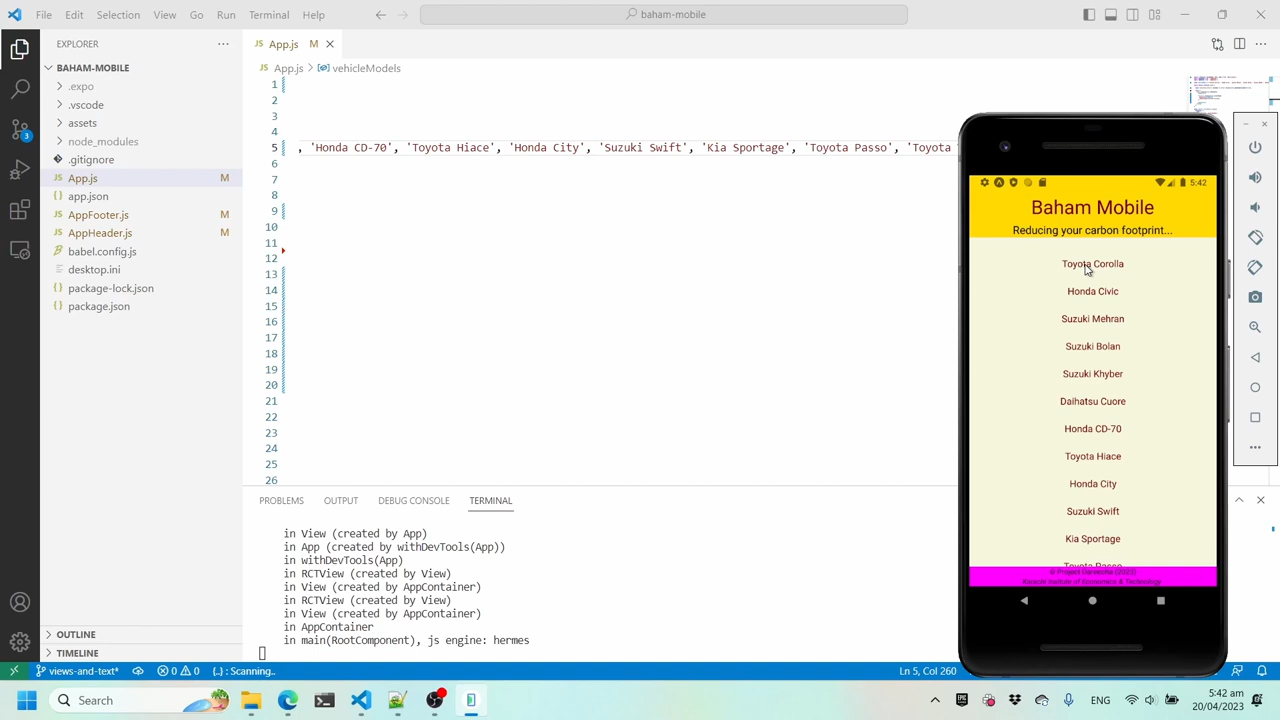 File Edit Selection View Go Run Terminal Help
baham-mobile
EXPLORER
App.js M
BAHAM-MOBILE
App.js > vehicleModels
.expo
.vscode
assets
node_modules
.gitignore
App.js M
app.json
AppFooter.js M
AppHeader.js M
babel.config.js
desktop.ini
package-lock.json
package.json
OUTLINE
TIMELINE
3
1
2
3
4
5 , 'Honda CD-70', 'Toyota Hiace', 'Honda City', 'Suzuki Swift', 'Kia Sportage', 'Toyota Passo', 'Toyota
6
7
8
9
10
11
12
13
14
15
16
17
18
19
20
21
22
23
24
25
26
PROBLEMS OUTPUT DEBUG CONSOLE TERMINAL
in View (created by App)
in App (created by withDevTools(App))
in withDevTools(App)
in RCTView (created by View)
in View (created by AppContainer)
in RCTView (created by View)
in View (created by AppContainer)
in AppContainer
in main(RootComponent), js engine: hermes
5:42
Baham Mobile
Reducing your carbon footprint...
Toyota Corolla
Honda Civic
Suzuki Mehran
Suzuki Bolan
Suzuki Khyber
Daihatsu Cuore
Honda CD-70
Toyota Hiace
Honda City
Suzuki Swift
Kia Sportage
Toyota Passo
Karachi Institute of Economics & Technology
views-and-text* 0 0 {..} : Scanning.. Ln 5, Col 260
Search
ENG
5:42 pm
20/04/2023